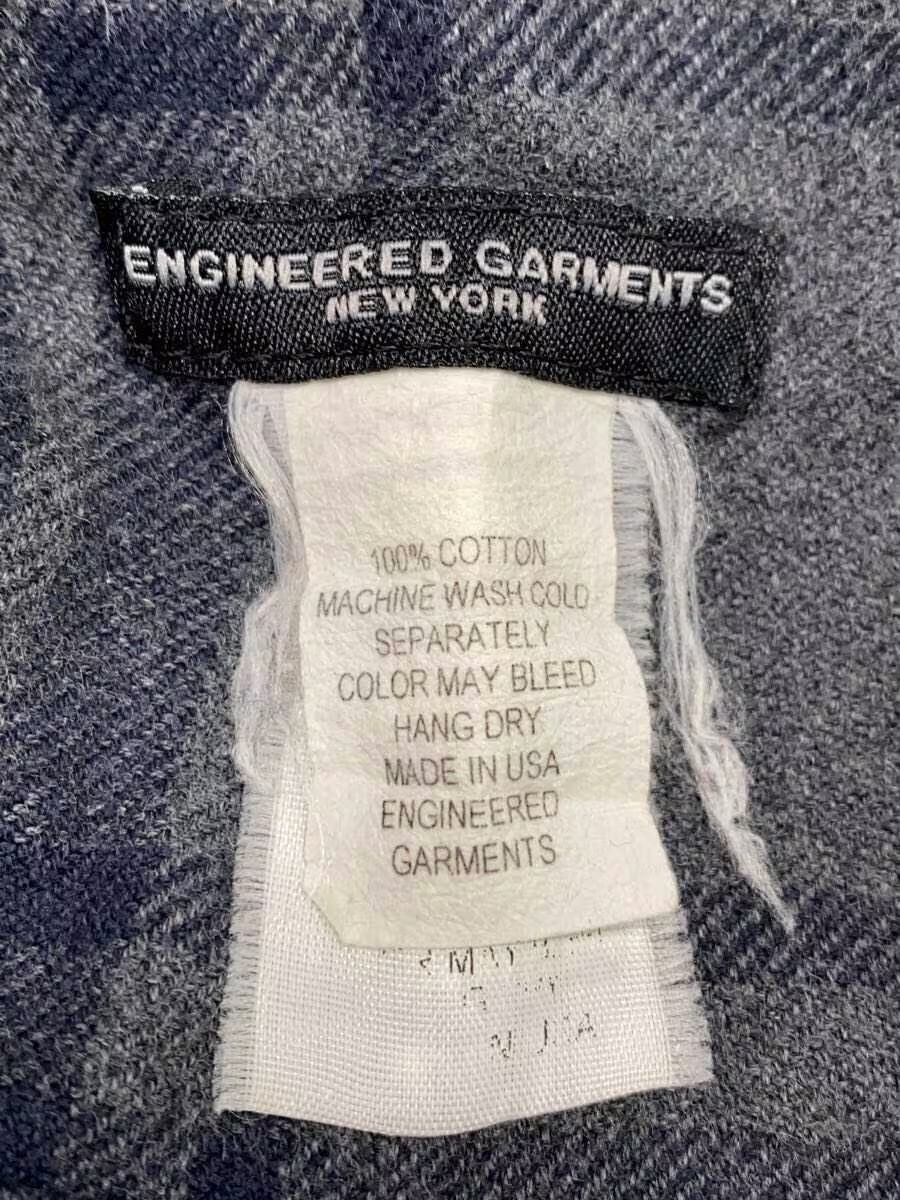 ENGINEERED GARMENTS
NEW YORK
100% COTTON
MACHINE WASH COLD
SEPARATELY
COLOR MAY BLEED
HANG DRY
MADE IN USA
ENGINEERED
GARMENTS
MAY